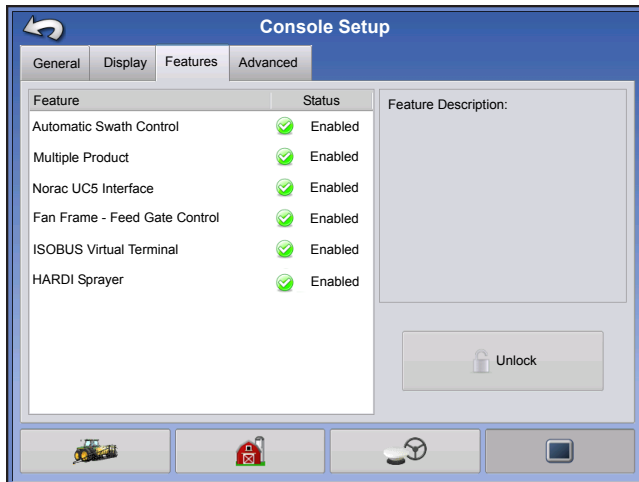 Console Setup
General Display Features Advanced
Feature Status
Automatic Swath Control Enabled
Multiple Product Enabled
Norac UC5 Interface Enabled
Fan Frame - Feed Gate Control Enabled
ISOBUS Virtual Terminal Enabled
HARDI Sprayer Enabled
Feature Description:
Unlock